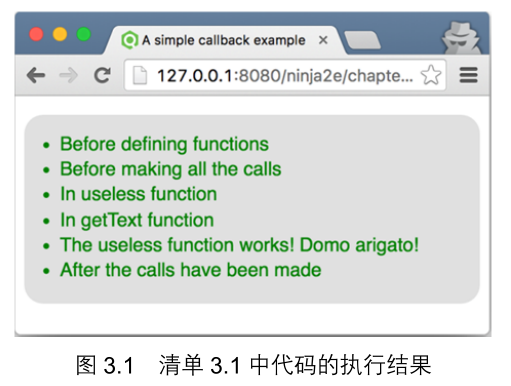 A simple callback example
127.0.0.1:8080/ninja2e/chapte...
Before defining functions
Before making all the calls
In useless function
In getText function
The useless function works! Domo arigato!
After the calls have been made
图 3.1 清单 3.1 中代码的执行结果